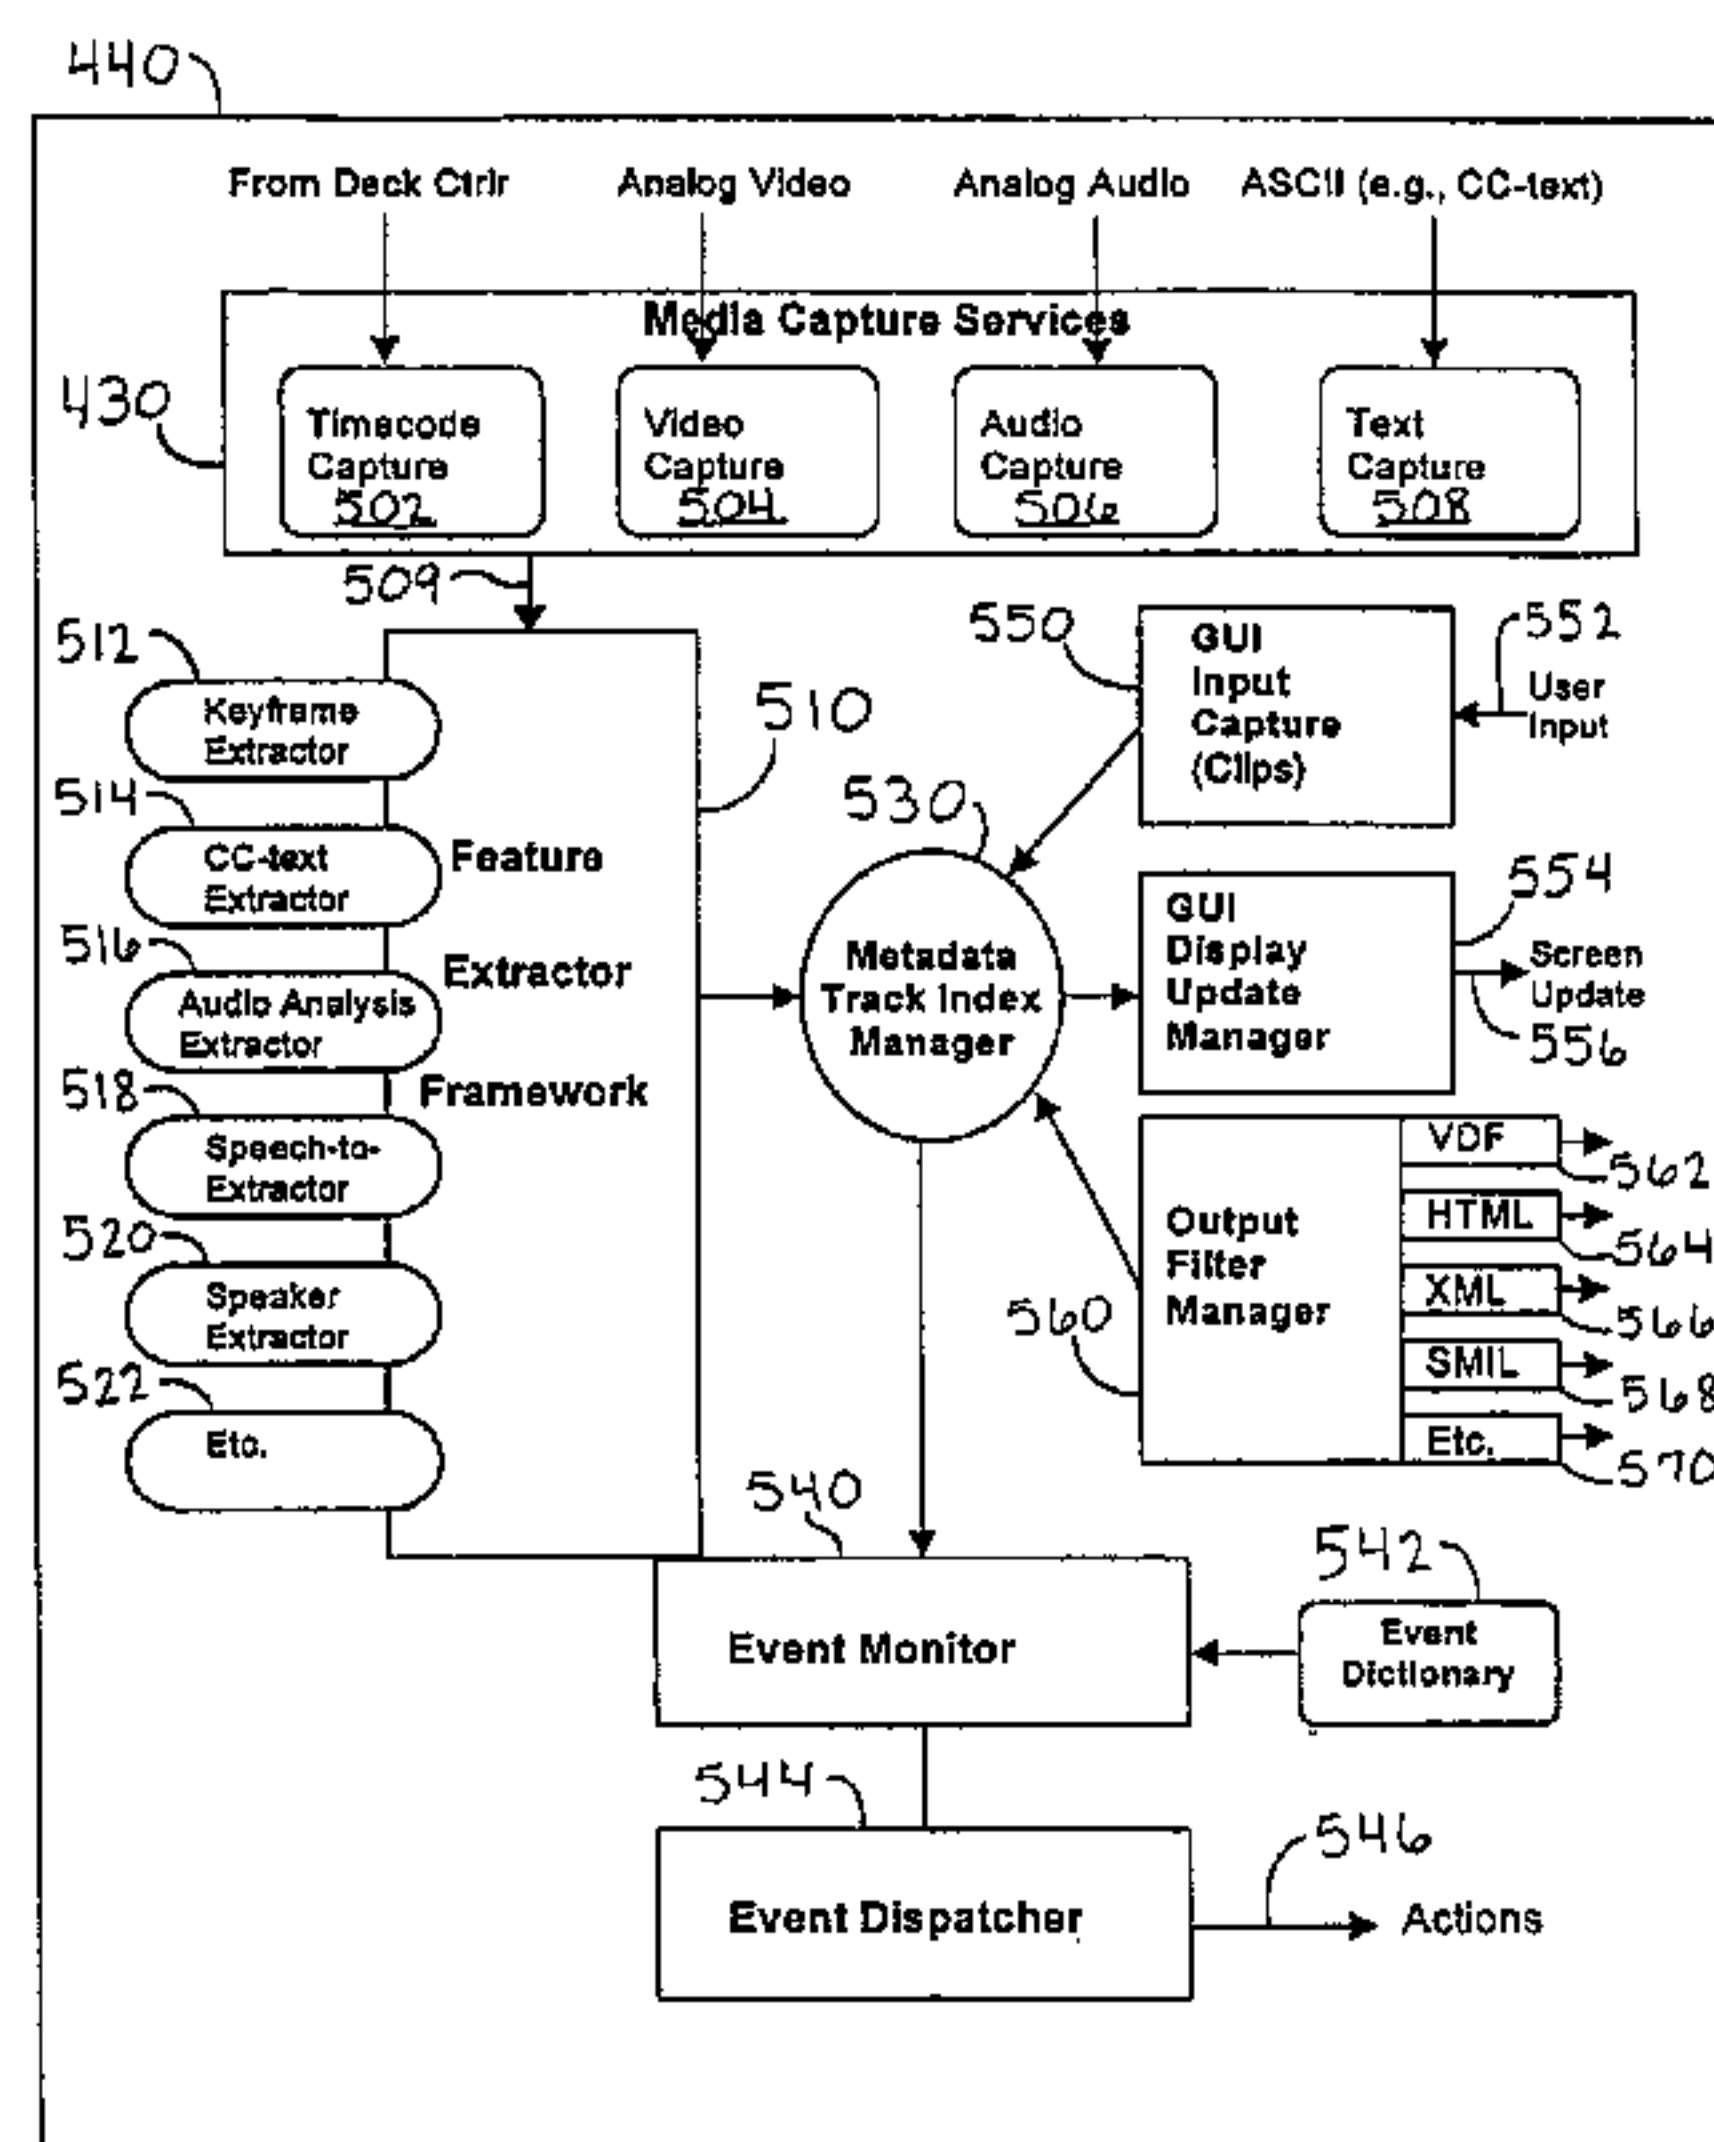 440
From Deck Ctrlr Analog Video Analog Audio ASCII (e.g., CC-text)
Media Capture Services
430
Timecode
Capture
502
Video
Capture
504
Audio
Capture
506
Text
Capture
508
509
512
Keyframe
Extractor
514
CC-text
Extractor
516
Audio Analysis
Extractor
518
Speech-to-
Extractor
520
Speaker
Extractor
522
Etc.
Feature
Extractor
Framework
510
550
GUI
Input
Capture
(Clips)
552
User
Input
530
Metadata
Track Index
Manager
GUI
Display
Update
Manager
554
Screen
Update
556
Output
Filter
Manager
560
VDF
562
HTML
564
XML
566
SMIL
568
Etc.
570
540
Event Monitor
542
Event
Dictionary
544
Event Dispatcher
546
Actions